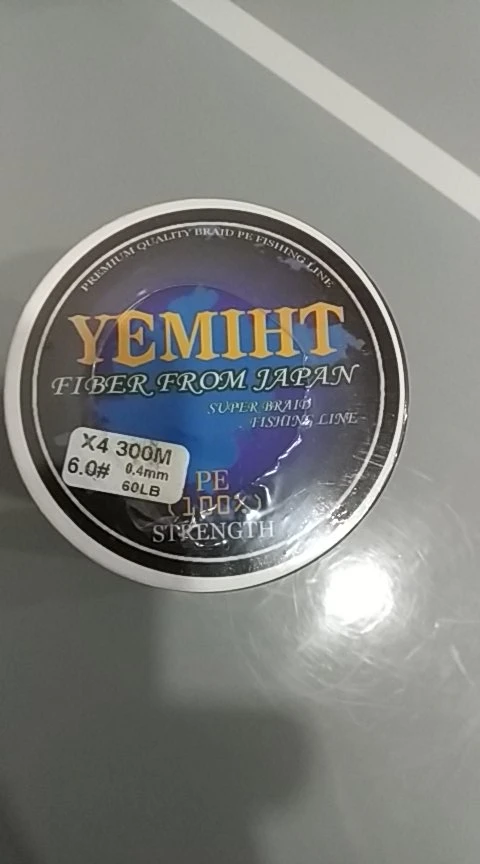 PREMIUM QUALITY BRAID PE FISHING LINE
YEMIHT
FIBER FROM JAPAN
SUPER BRAID
FISHING LINE
X4 300M
6.0# 0.4mm
60LB
PE
(100%)
STRENGTH